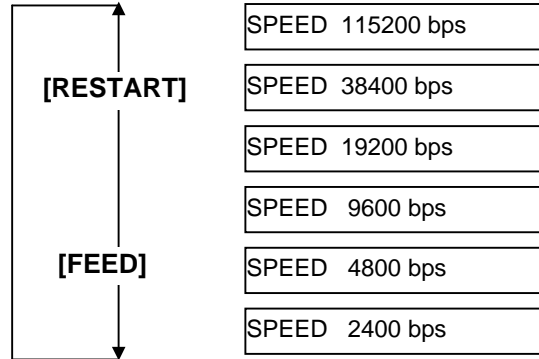 SPEED 115200 bps
[RESTART]
SPEED 38400 bps
SPEED 19200 bps
SPEED 9600 bps
[FEED]
SPEED 4800 bps
SPEED 2400 bps